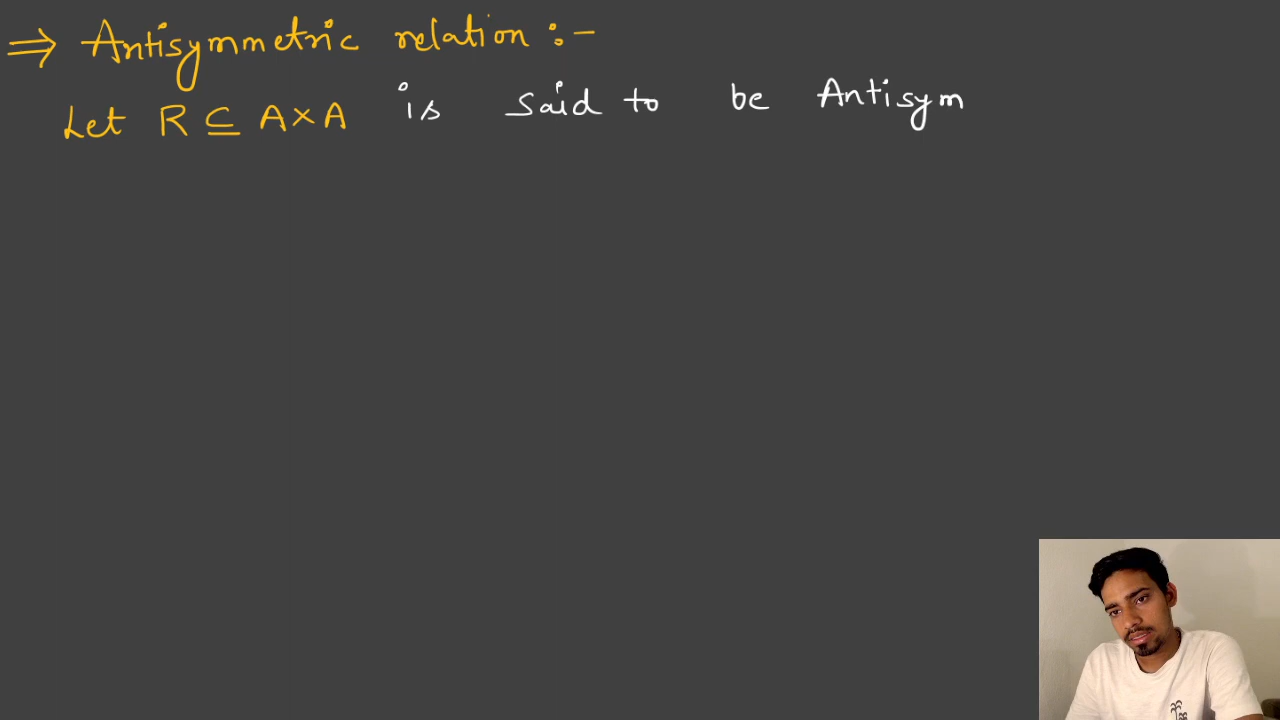 ⇒ Antisymmetric relation :-
Let R ⊆ A×A is said to be Antisym